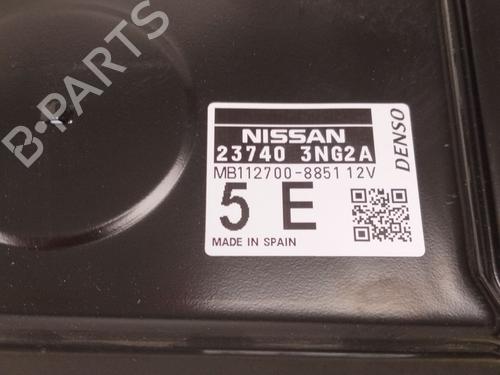 B-PARTS
NISSAN
23740 3NG2A
MB112700-8851 12V
5 E
MADE IN SPAIN
DENSO